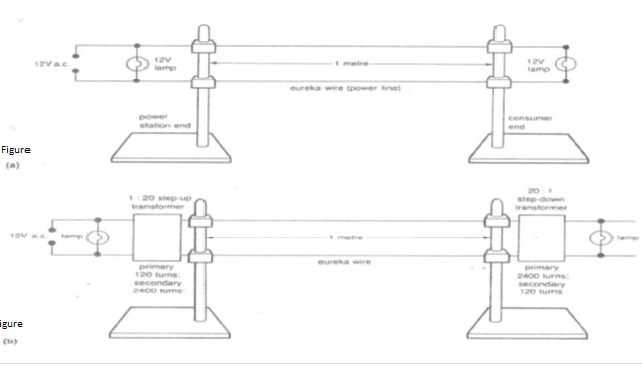 12V a.c.
12V
lamp
1 metre
12V
lamp
eureka wire (power line)
power
station end
consumer
end
Figure
(a)
1 : 20 step-up
transformer
20 : 1
step-down
transformer
12V a.c.
lamp
1 metre
lamp
eureka wire
primary
120 turns;
secondary
2400 turns
primary
2400 turns;
secondary
120 turns
igure
(b)